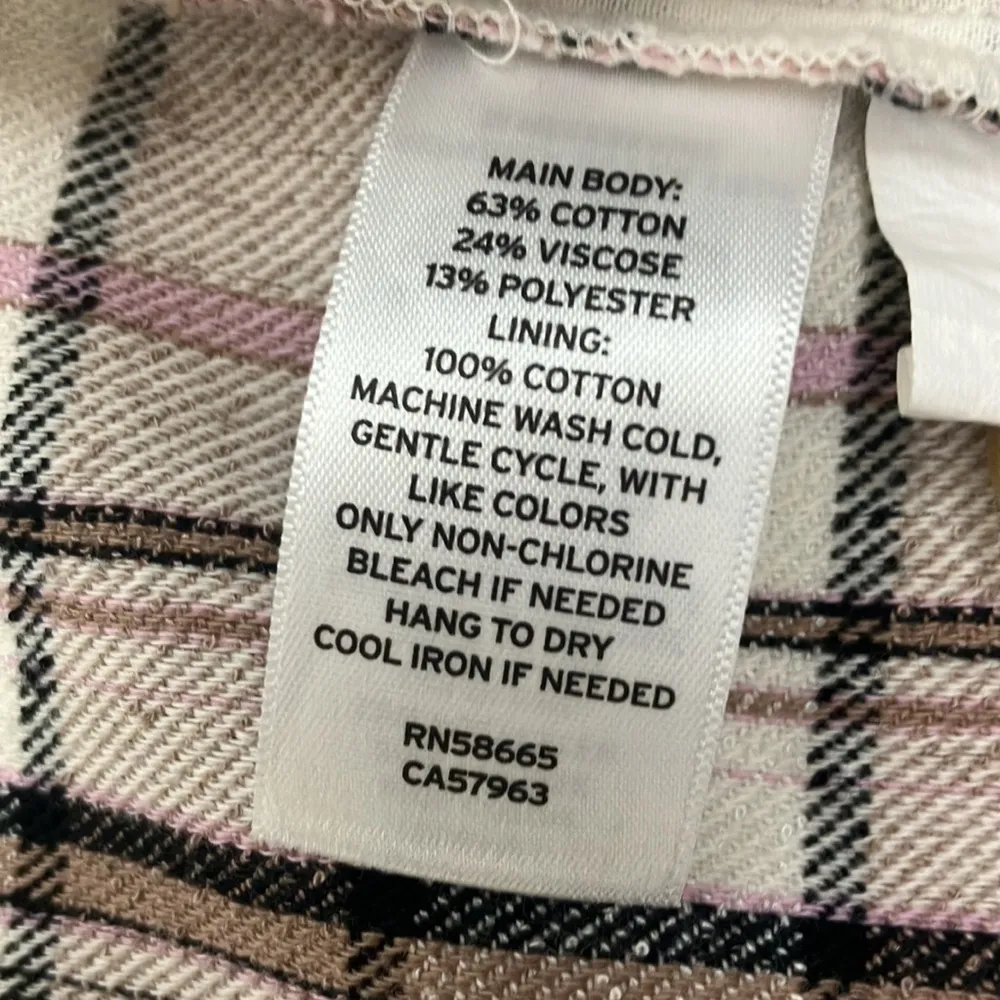 MAIN BODY:
63% COTTON
24% VISCOSE
13% POLYESTER
LINING:
100% COTTON
MACHINE WASH COLD,
GENTLE CYCLE, WITH
LIKE COLORS
ONLY NON-CHLORINE
BLEACH IF NEEDED
HANG TO DRY
COOL IRON IF NEEDED
RN58665
CA57963